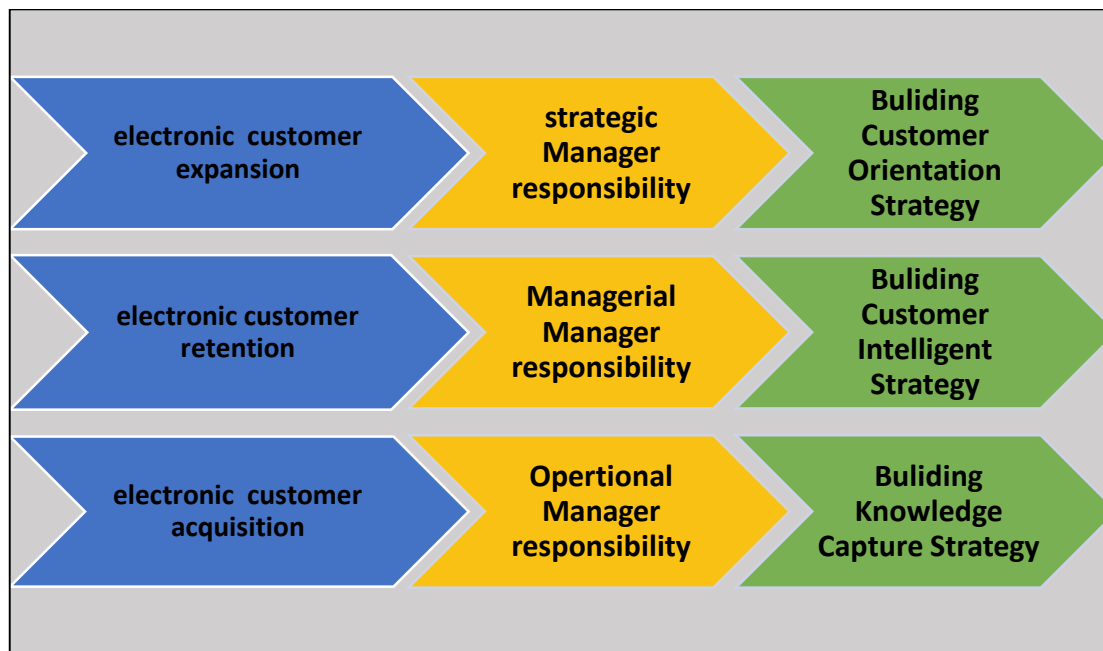 electronic customer
expansion
strategic
Manager
responsibility
Buliding
Customer
Orientation
Strategy
electronic customer
retention
Managerial
Manager
responsibility
Buliding
Customer
Intelligent
Strategy
electronic customer
acquisition
Opertional
Manager
responsibility
Buliding
Knowledge
Capture Strategy